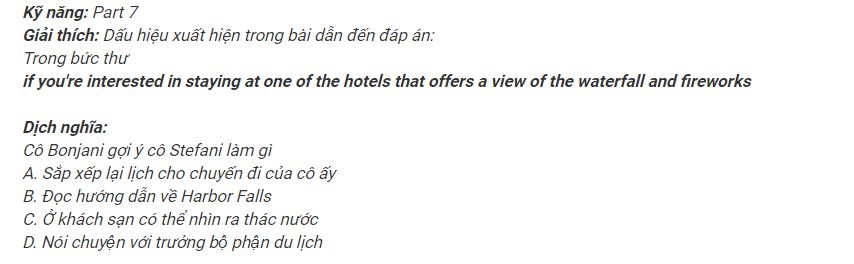 Kỹ năng: Part 7
Giải thích: Dấu hiệu xuất hiện trong bài dẫn đến đáp án:
Trong bức thư
if you're interested in staying at one of the hotels that offers a view of the waterfall and fireworks
Dịch nghĩa:
Cô Bonjani gợi ý cô Stefani làm gì
A. Sắp xếp lại lịch cho chuyến đi của cô ấy
B. Đọc hướng dẫn về Harbor Falls
C. Ở khách sạn có thể nhìn ra thác nước
D. Nói chuyện với trưởng bộ phận du lịch